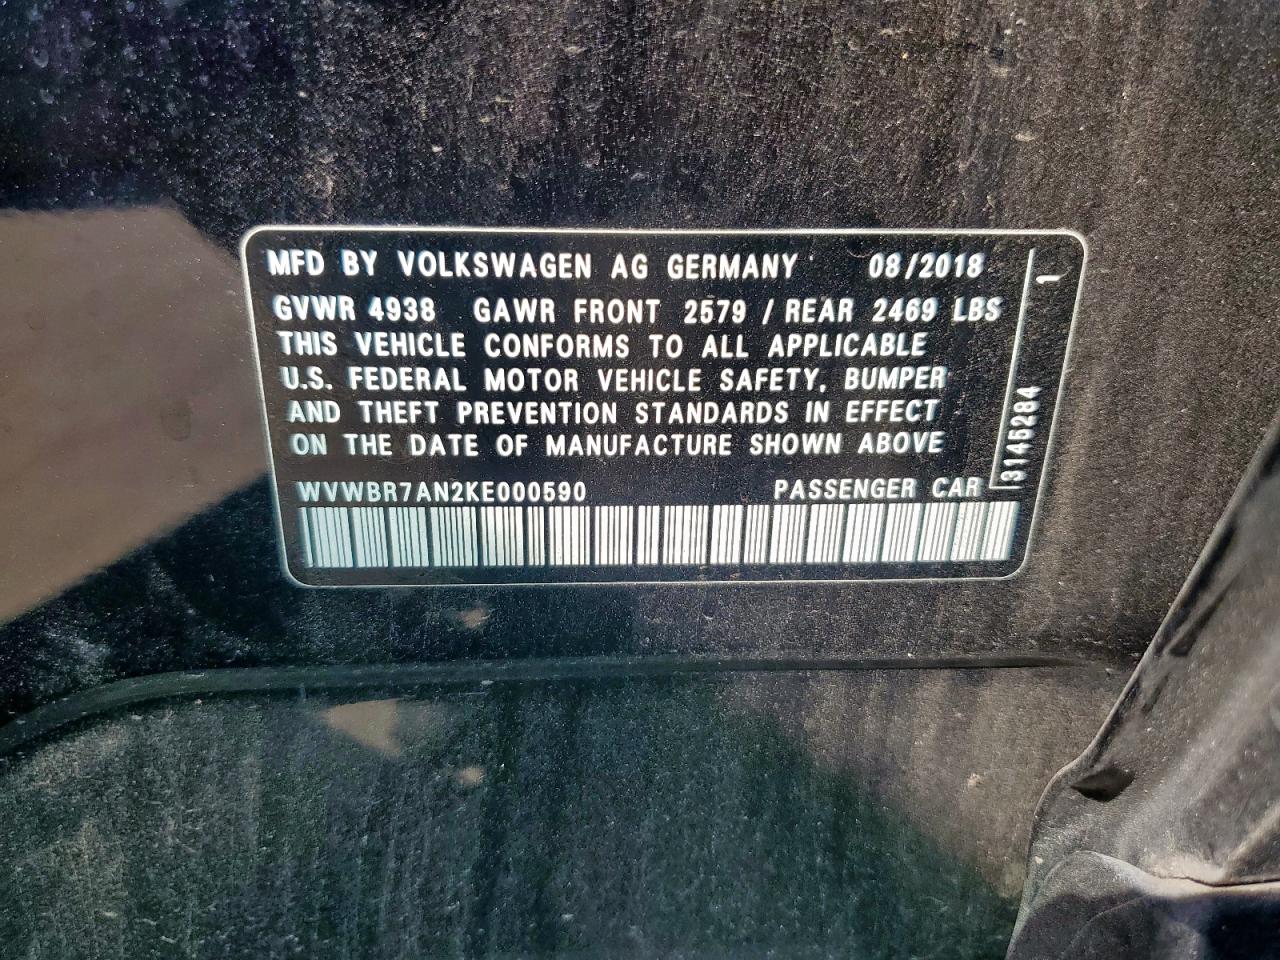 MFD BY VOLKSWAGEN AG GERMANY 08/2018
GVWR 4938 GAWR FRONT 2579 / REAR 2469 LBS
THIS VEHICLE CONFORMS TO ALL APPLICABLE
U.S. FEDERAL MOTOR VEHICLE SAFETY, BUMPER
AND THEFT PREVENTION STANDARDS IN EFFECT
ON THE DATE OF MANUFACTURE SHOWN ABOVE
WVWBR7AN2KE000590 PASSENGER CAR
3145284 1